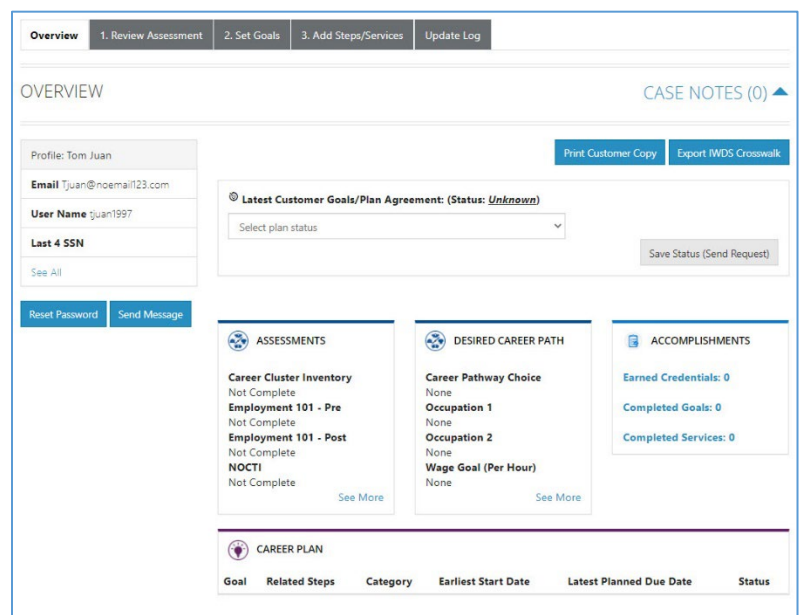 Overview 1. Review Assessment 2. Set Goals 3. Add Steps/Services Update Log
OVERVIEW
CASE NOTES (0)
Profile: Tom Juan
Email Tjuan@noemail123.com
User Name tjuan1997
Last 4 SSN
See All
Reset Password Send Message
Print Customer Copy Export IWDS Crosswalk
Latest Customer Goals/Plan Agreement: (Status: Unknown)
Select plan status
Save Status (Send Request)
ASSESSMENTS
Career Cluster Inventory
Not Complete
Employment 101 - Pre
Not Complete
Employment 101 - Post
Not Complete
NOCTI
Not Complete
See More
DESIRED CAREER PATH
Career Pathway Choice
None
Occupation 1
None
Occupation 2
None
Wage Goal (Per Hour)
None
See More
ACCOMPLISHMENTS
Earned Credentials: 0
Completed Goals: 0
Completed Services: 0
CAREER PLAN
Goal Related Steps Category Earliest Start Date Latest Planned Due Date Status